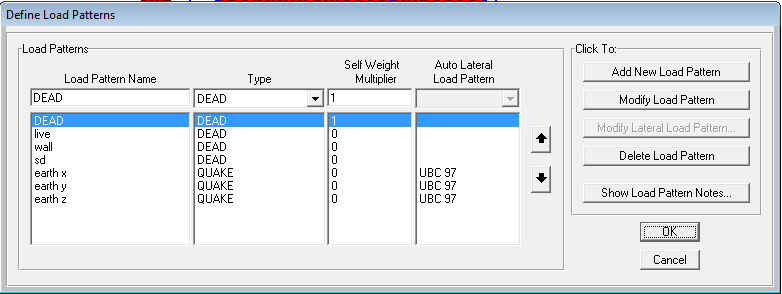 Define Load Patterns
Load Patterns
Click To:
Self Weight Auto Lateral
Load Pattern Name Type Multiplier Load Pattern
DEAD DEAD 1
DEAD DEAD 1
live DEAD 0
wall DEAD 0
sd DEAD 0
earth x QUAKE 0 UBC 97
earth y QUAKE 0 UBC 97
earth z QUAKE 0 UBC 97
Add New Load Pattern
Modify Load Pattern
Modify Lateral Load Pattern...
Delete Load Pattern
Show Load Pattern Notes...
OK
Cancel